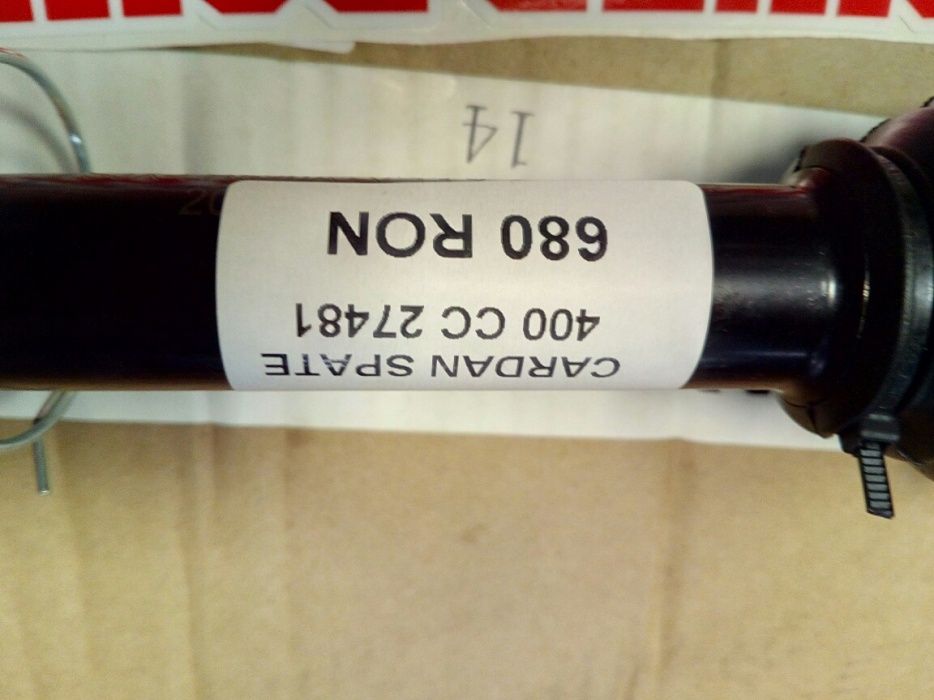 CARDAN SPATE
400 CC 27481
680 RON
14